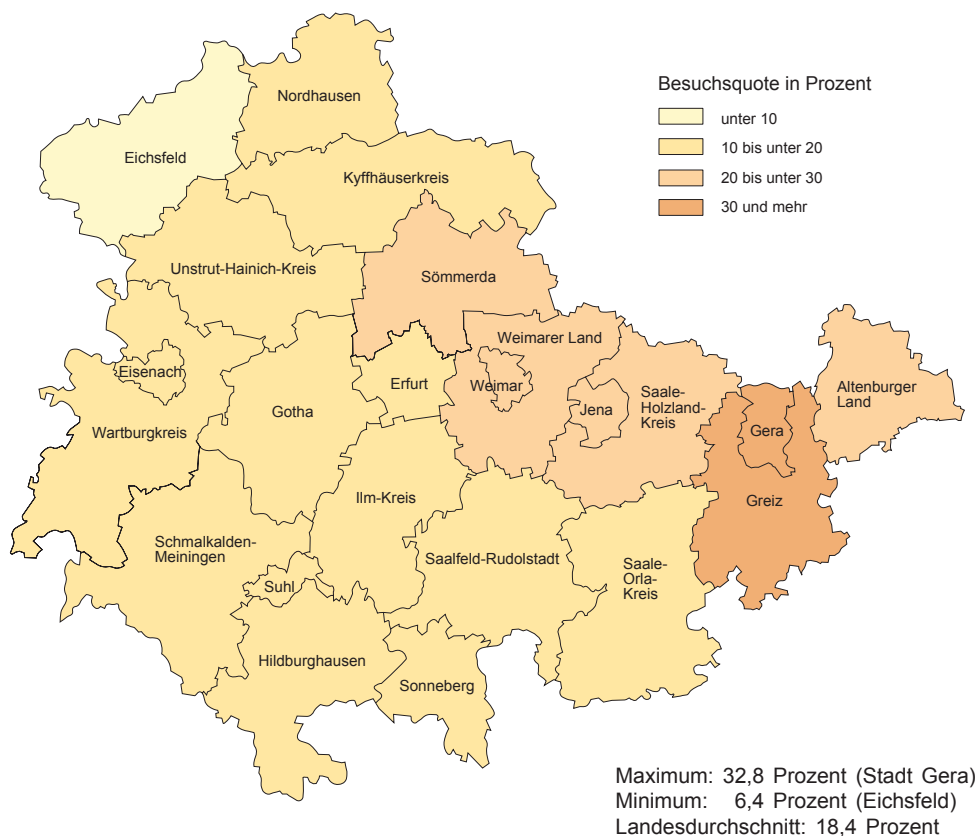 Nordhausen
Besuchsquote in Prozent
unter 10
10 bis unter 20
20 bis unter 30
30 und mehr
Eichsfeld
Kyffhäuserkreis
Unstrut-Hainich-Kreis
Sömmerda
Weimarer Land
Eisenach
Erfurt
Weimar
Jena
Saale-
Holzland-
Kreis
Altenburger
Land
Gotha
Wartburgkreis
Gera
Greiz
Ilm-Kreis
Schmalkalden-
Meiningen
Saalfeld-Rudolstadt
Saale-
Orla-
Kreis
Suhl
Hildburghausen
Sonneberg
Maximum: 32,8 Prozent (Stadt Gera)
Minimum: 6,4 Prozent (Eichsfeld)
Landesdurchschnitt: 18,4 Prozent